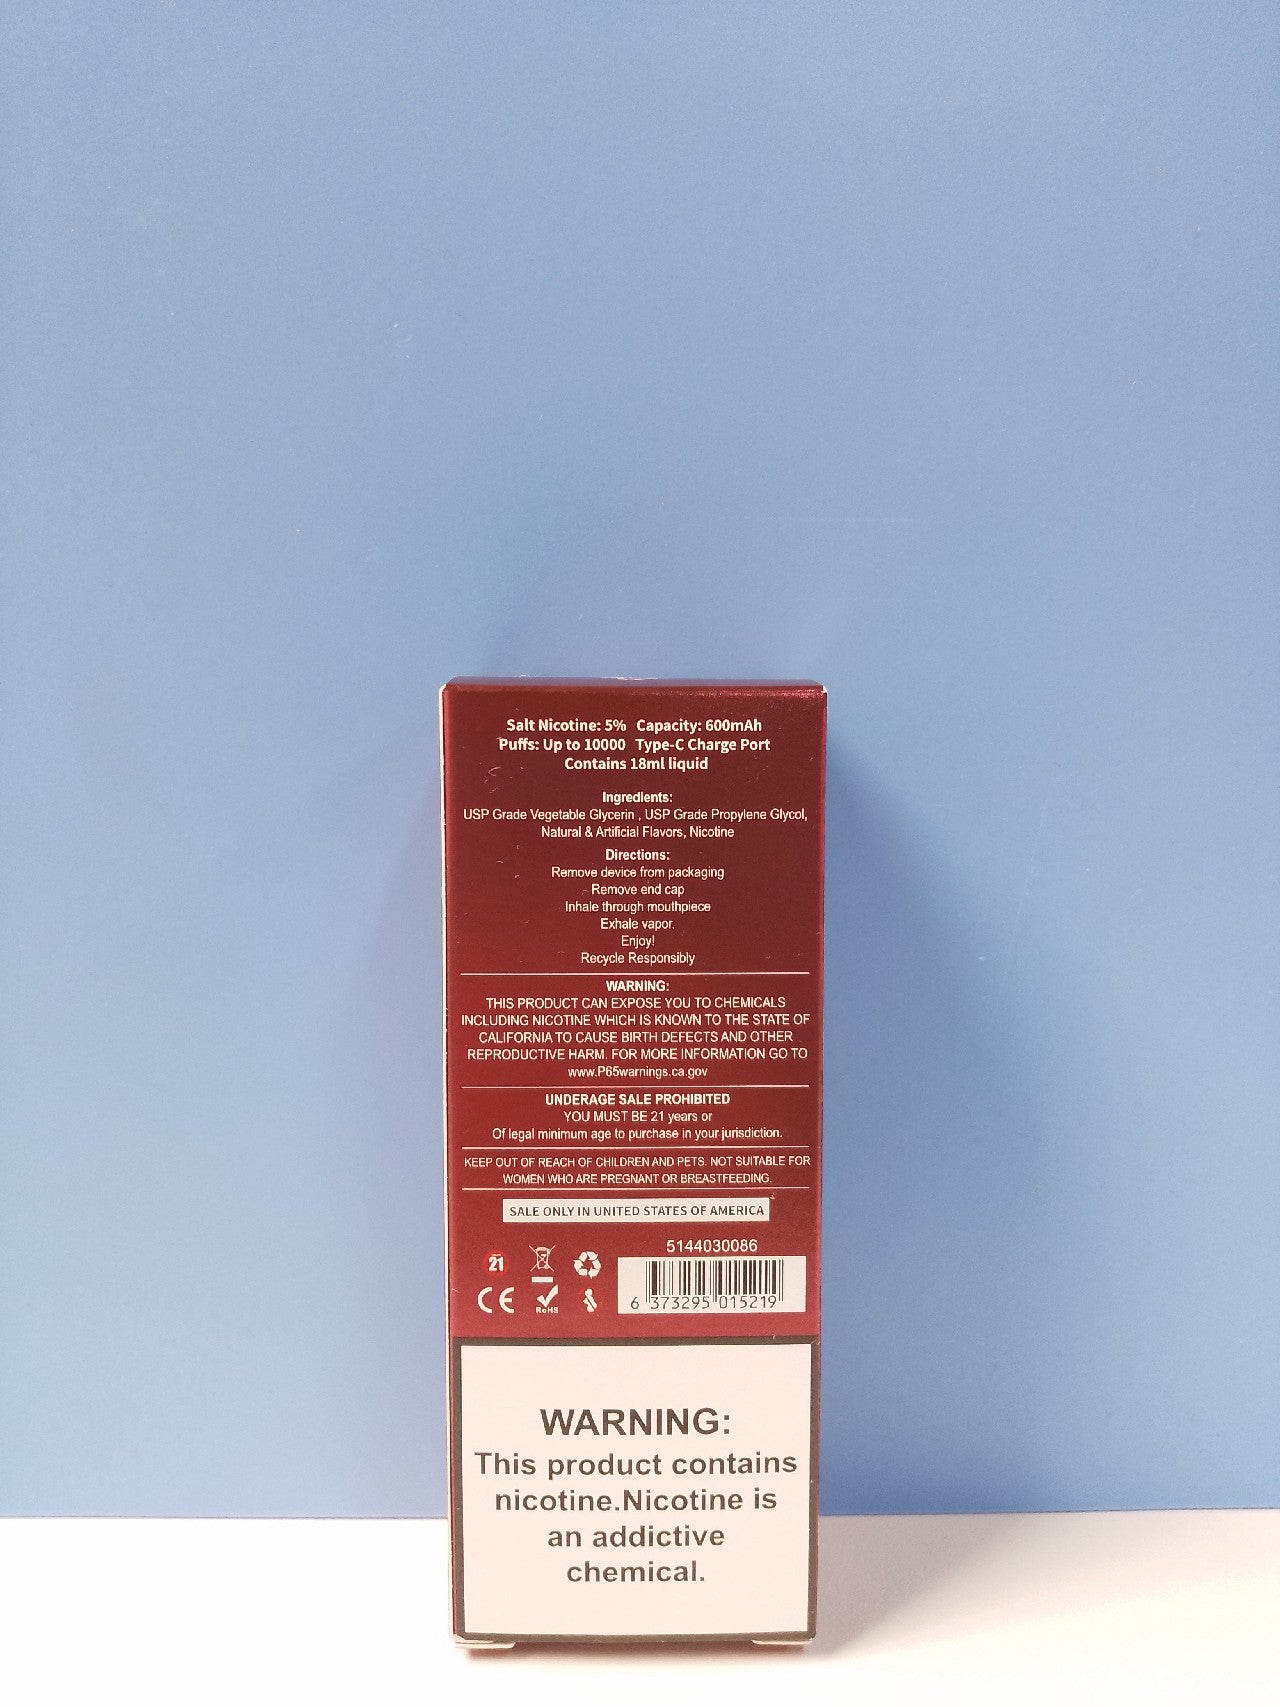 Salt Nicotine: 5% Capacity: 600mAh
Puffs: Up to 10000 Type-C Charge Port
Contains 18ml liquid
Ingredients:
USP Grade Vegetable Glycerin , USP Grade Propylene Glycol,
Natural & Artificial Flavors, Nicotine
Directions:
Remove device from packaging
Remove end cap
Inhale through mouthpiece
Exhale vapor.
Enjoy!
Recycle Responsibly
WARNING:
THIS PRODUCT CAN EXPOSE YOU TO CHEMICALS
INCLUDING NICOTINE WHICH IS KNOWN TO THE STATE OF
CALIFORNIA TO CAUSE BIRTH DEFECTS AND OTHER
REPRODUCTIVE HARM. FOR MORE INFORMATION GO TO
www.P65warnings.ca.gov
UNDERAGE SALE PROHIBITED
YOU MUST BE 21 years or
Of legal minimum age to purchase in your jurisdiction.
KEEP OUT OF REACH OF CHILDREN AND PETS. NOT SUITABLE FOR
WOMEN WHO ARE PREGNANT OR BREASTFEEDING.
SALE ONLY IN UNITED STATES OF AMERICA
5144030086
21
CE RoHS
6 373295 015219
WARNING:
This product contains
nicotine.Nicotine is
an addictive
chemical.